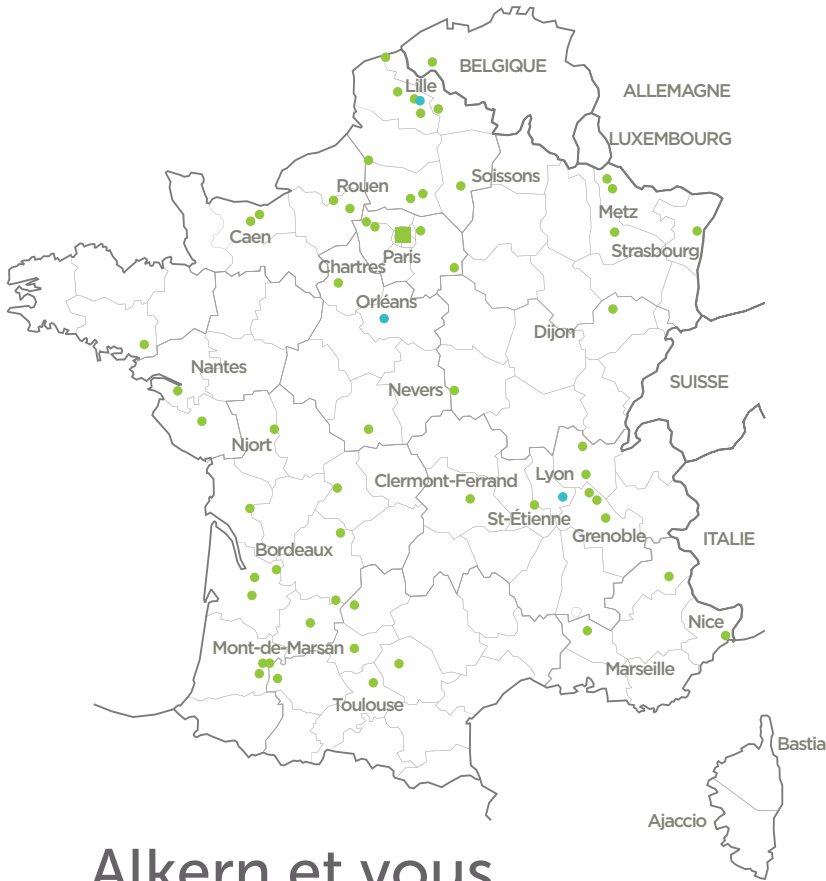 BELGIQUE
Lille
ALLEMAGNE
LUXEMBOURG
Soissons
Rouen
Metz
Caen
Strasbourg
Paris
Chartres
Orléans
Dijon
Nantes
SUISSE
Nevers
Niort
Clermont-Ferrand
Lyon
St-Étienne
Grenoble
ITALIE
Bordeaux
Nice
Mont-de-Marsan
Marseille
Toulouse
Bastia
Ajaccio
Alkern et vous